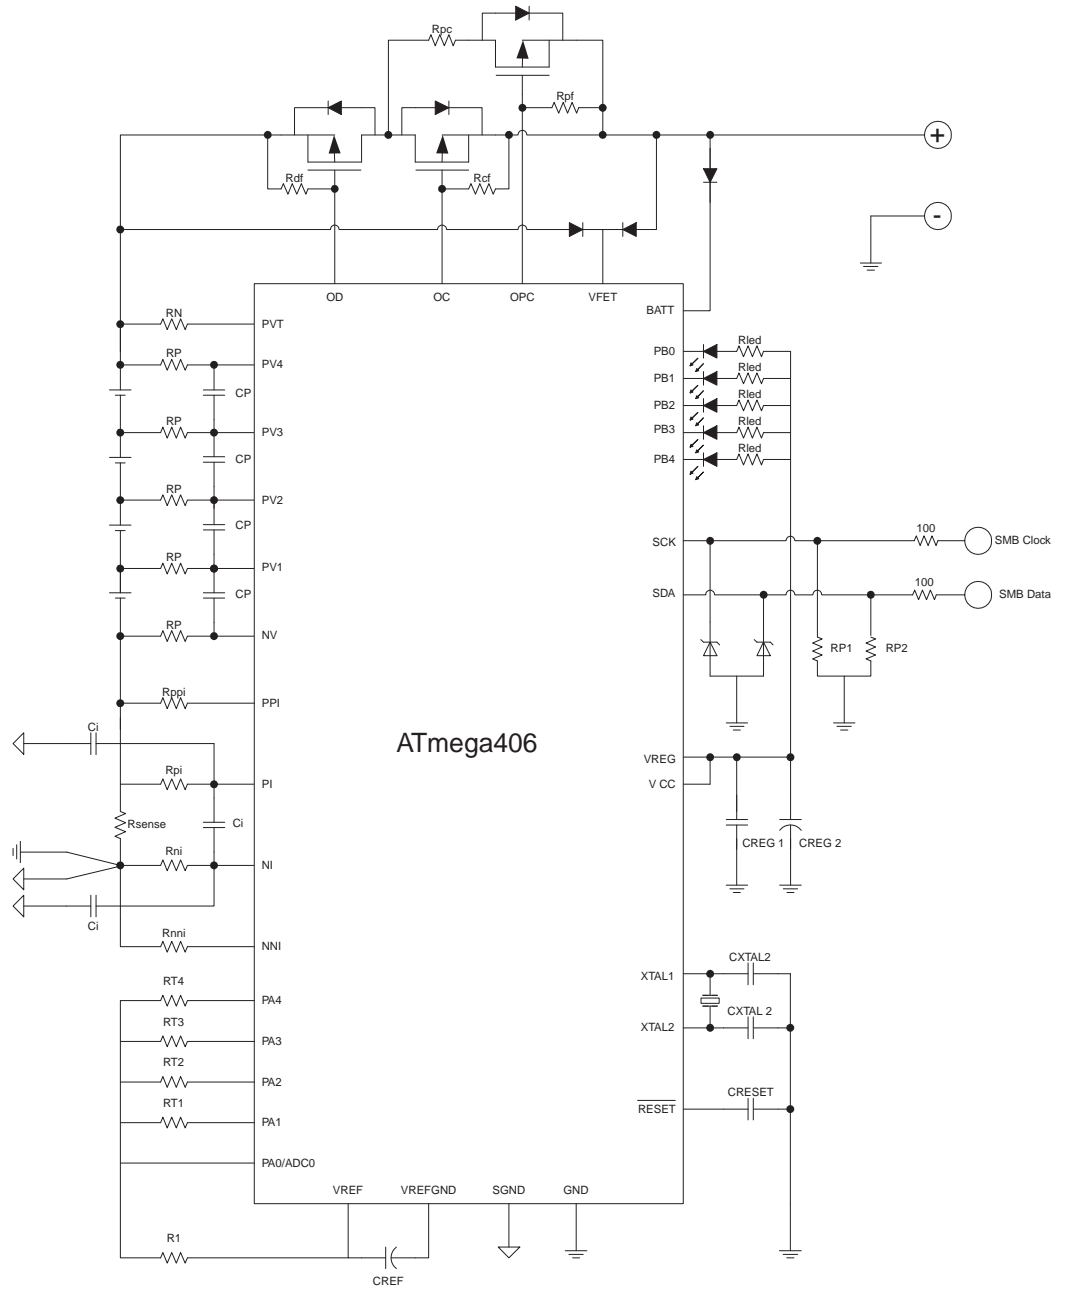 Rpc
Rpf
+
Rdf
Rcf
-
OD
OC
OPC
VFET
BATT
RN
PVT
RP
PV4
CP
RP
PV3
CP
RP
PV2
CP
RP
PV1
CP
RP
NV
Rppi
PPI
Ci
Rpi
PI
Rsense
Ci
Rni
NI
Ci
Rnni
NNI
RT4
PA4
RT3
PA3
RT2
PA2
RT1
PA1
PA0/ADC0
R1
VREF
VREFGND
SGND
GND
CREF
ATmega406
PB0
Rled
PB1
Rled
PB2
Rled
PB3
Rled
PB4
Rled
SCK
100
SMB Clock
SDA
100
SMB Data
RP1
RP2
VREG
V CC
CREG 1
CREG 2
XTAL1
CXTAL2
XTAL2
CXTAL 2
RESET
CRESET